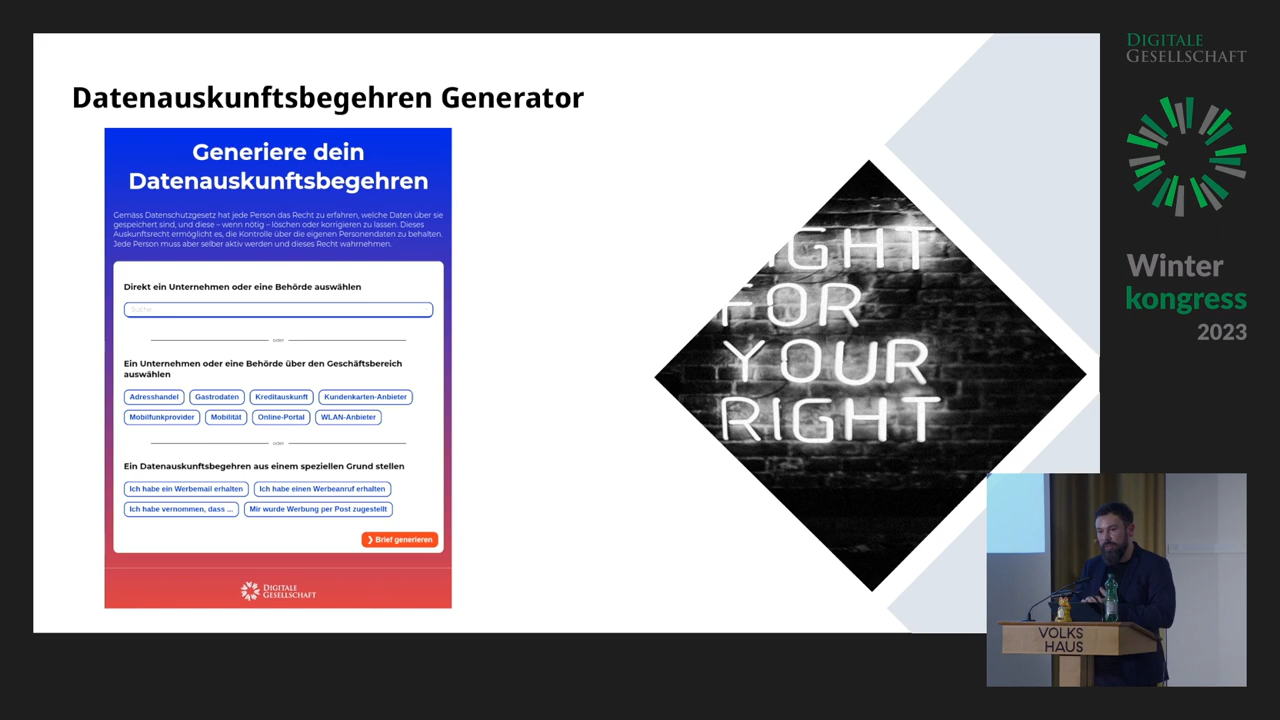 Datenauskunftsbegehren Generator
Generiere dein
Datenauskunftsbegehren
Gemäss Datenschutzgesetz hat jede Person das Recht zu erfahren, welche Daten über sie
gespeichert sind, und diese – wenn nötig – löschen oder korrigieren zu lassen. Dieses
Auskunftsrecht ermöglicht es, die Kontrolle über die eigenen Personendaten zu behalten.
Jede Person muss aber selber aktiv werden und dieses Recht wahrnehmen.
Direkt ein Unternehmen oder eine Behörde auswählen
Suche
oder
Ein Unternehmen oder eine Behörde über den Geschäftsbereich
auswählen
Adresshandel Gastrodaten Kreditauskunft Kundenkarten-Anbieter
Mobilfunkprovider Mobilität Online-Portal WLAN-Anbieter
oder
Ein Datenauskunftsbegehren aus einem speziellen Grund stellen
Ich habe ein Werbemail erhalten Ich habe einen Werbeanruf erhalten
Ich habe vernommen, dass ... Mir wurde Werbung per Post zugestellt
❯ Brief generieren
DIGITALE
GESELLSCHAFT
IGHT
FOR
YOUR
RIGHT
DIGITALE
GESELLSCHAFT
Winter
kongress
2023
VOLKS
HAUS